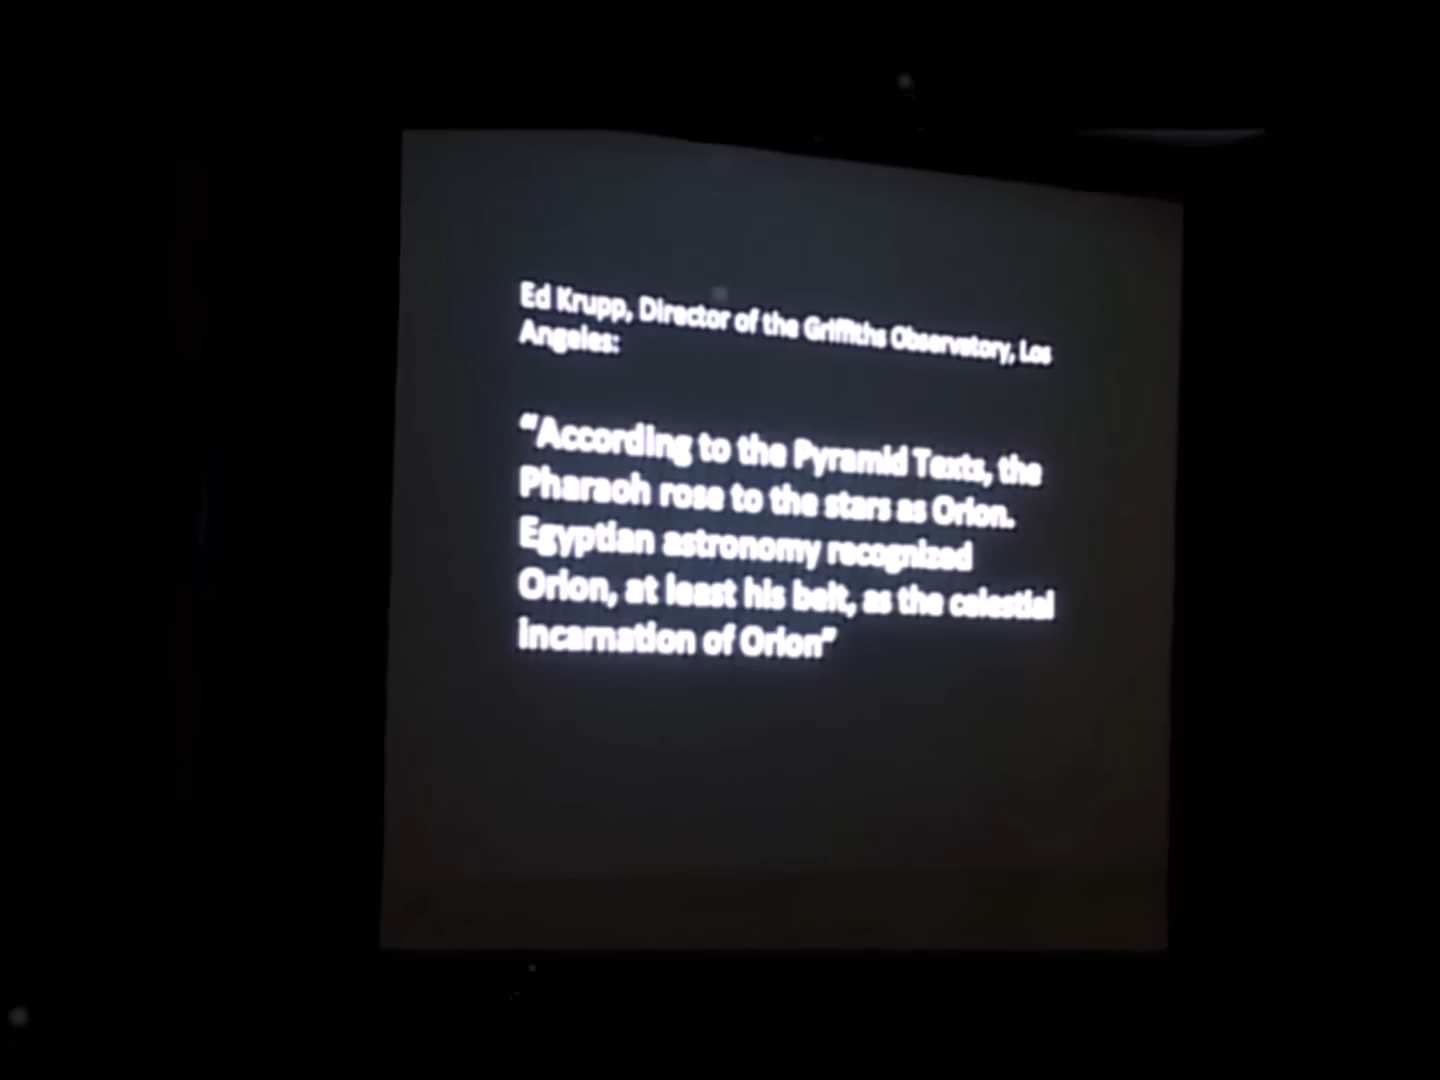 Ed Krupp, Director of the Griffiths Observatory, Los
Angeles:
“According to the Pyramid Texts, the
Pharaoh rose to the stars as Orion.
Egyptian astronomy recognized
Orion, at least his belt, as the celestial
incarnation of Orion”